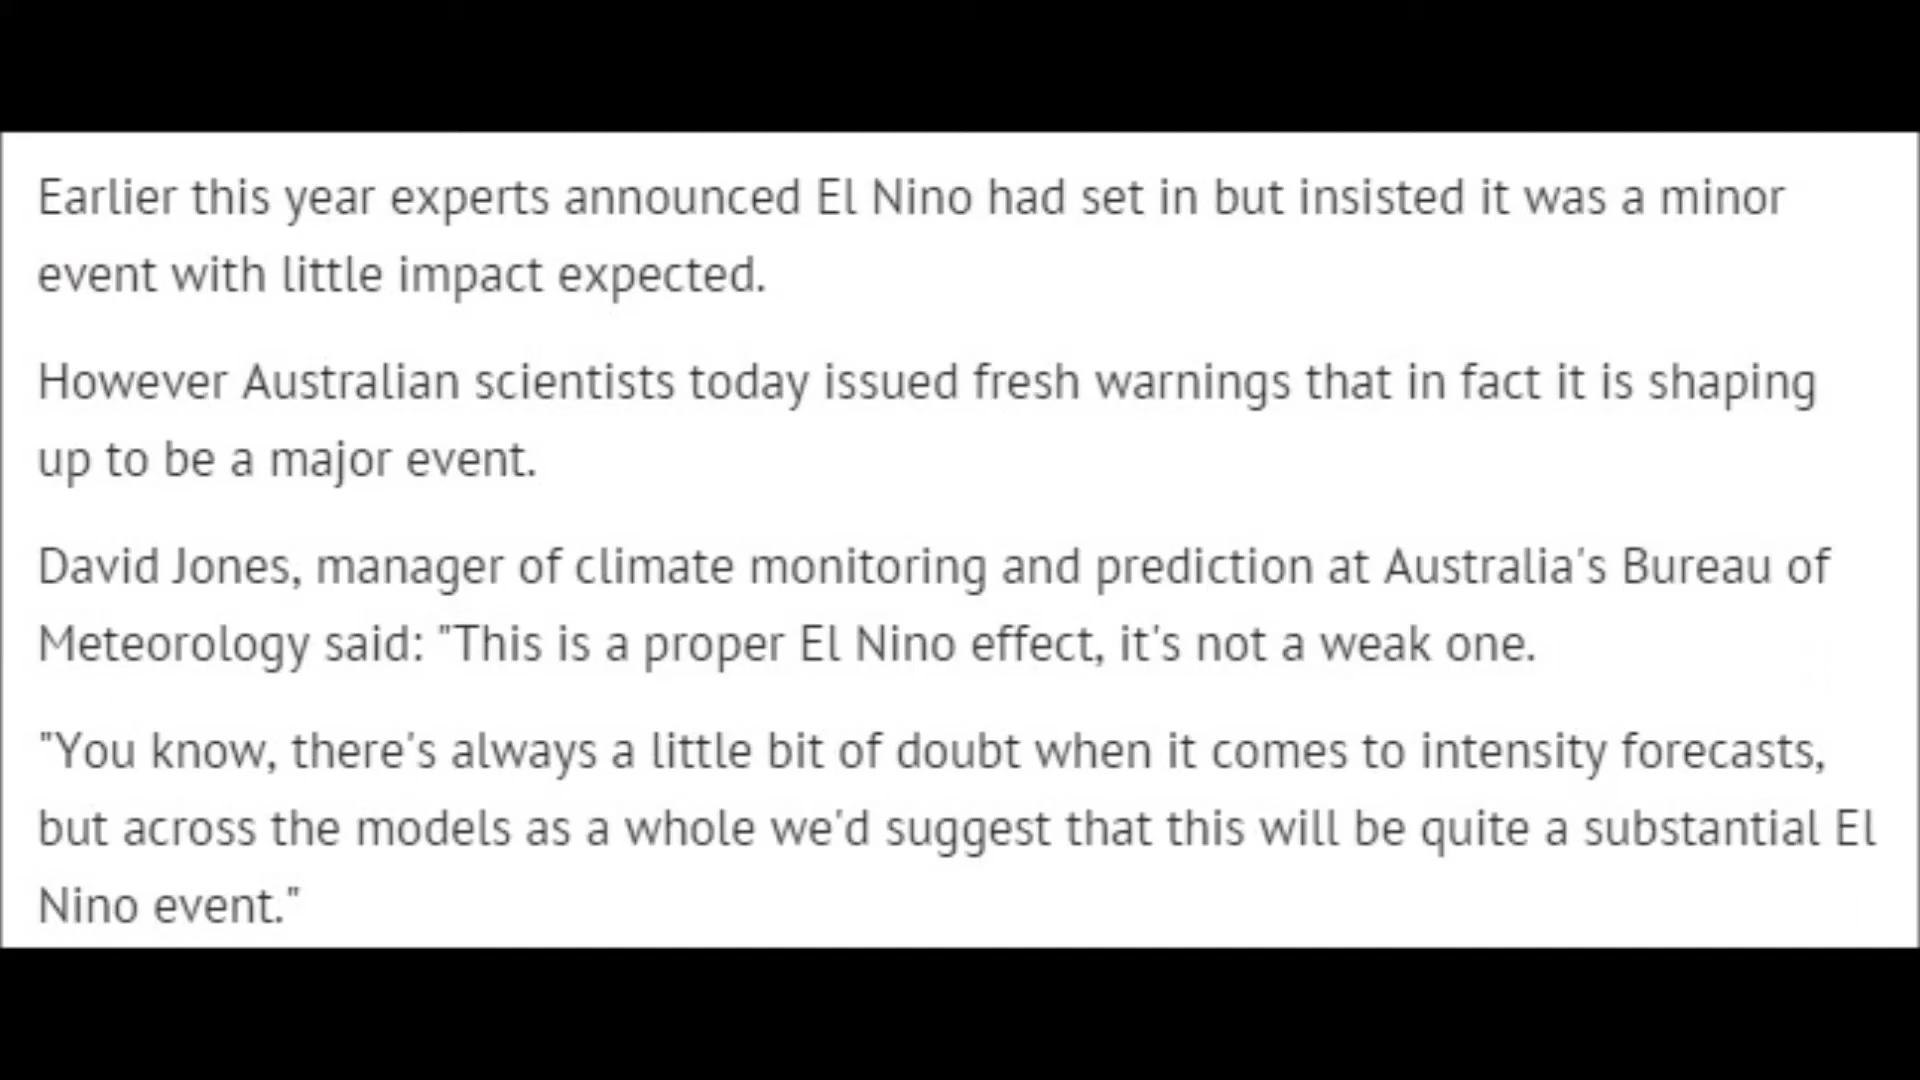 Earlier this year experts announced El Nino had set in but insisted it was a minor
event with little impact expected.
However Australian scientists today issued fresh warnings that in fact it is shaping
up to be a major event.
David Jones, manager of climate monitoring and prediction at Australia's Bureau of
Meteorology said: "This is a proper El Nino effect, it's not a weak one.
"You know, there's always a little bit of doubt when it comes to intensity forecasts,
but across the models as a whole we'd suggest that this will be quite a substantial El
Nino event."